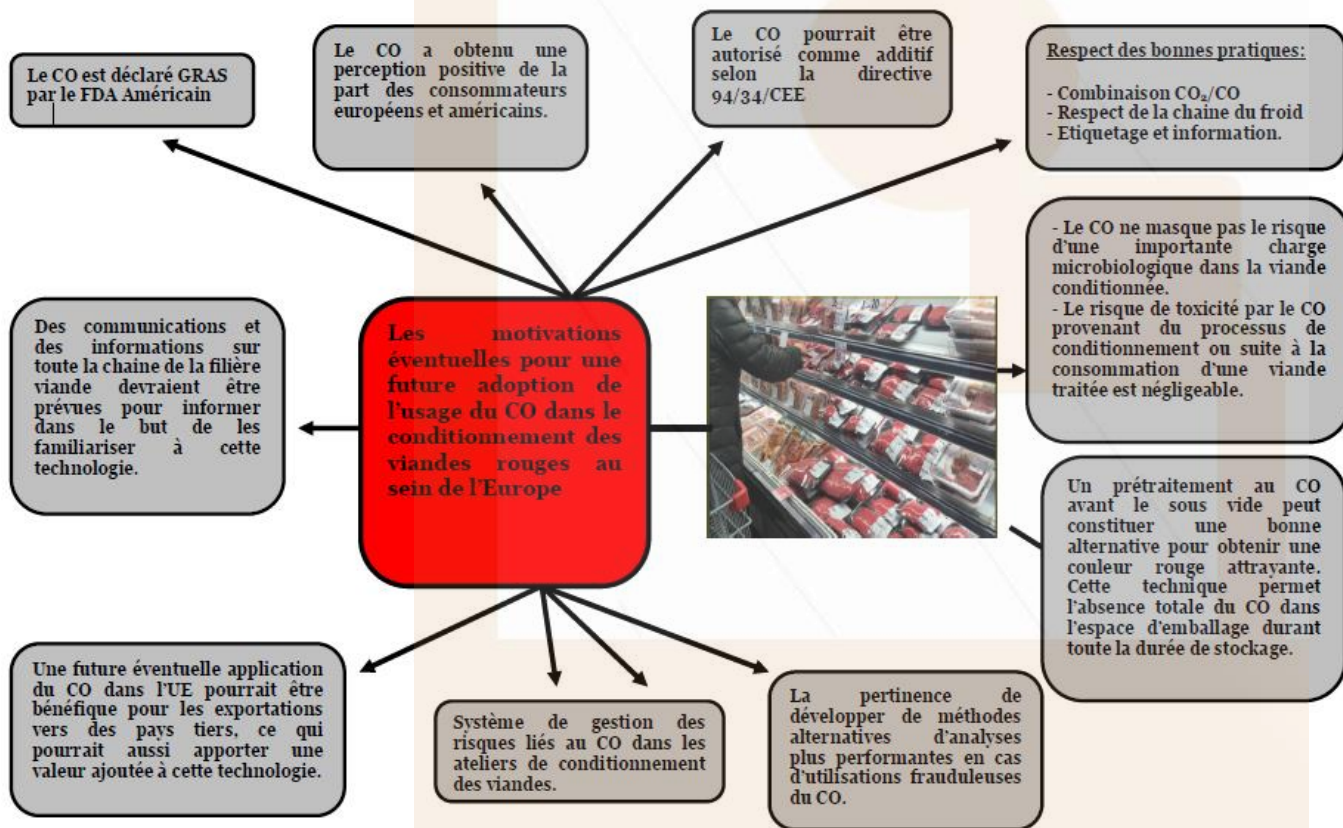 Le CO est déclaré GRAS
par le FDA Américain
Le CO a obtenu une
perception positive de la
part des consommateurs
européens et américains.
Le CO pourrait être
autorisé comme additif
selon la directive
94/34/CEE
Respect des bonnes pratiques:
- Combinaison CO₂/CO
- Respect de la chaine du froid
- Etiquetage et information.
Des communications et
des informations sur
toute la chaine de la filière
viande devraient être
prévues pour informer
dans le but de les
familiariser à cette
technologie.
Les motivations
éventuelles pour une
future adoption de
l'usage du CO dans le
conditionnement des
viandes rouges au
sein de l'Europe
- Le CO ne masque pas le risque
d'une importante charge
microbiologique dans la viande
conditionnée.
- Le risque de toxicité par le CO
provenant du processus de
conditionnement ou suite à la
consommation d'une viande
traitée est négligeable.
Un prétraitement au CO
avant le sous vide peut
constituer une bonne
alternative pour obtenir une
couleur rouge attrayante.
Cette technique permet
l'absence totale du CO dans
l'espace d'emballage durant
toute la durée de stockage.
Une future éventuelle application
du CO dans l'UE pourrait être
bénéfique pour les exportations
vers des pays tiers, ce qui
pourrait aussi apporter une
valeur ajoutée à cette technologie.
Système de gestion des
risques liés au CO dans les
ateliers de conditionnement
des viandes.
La pertinence de
développer de méthodes
alternatives d'analyses
plus performantes en cas
d'utilisations frauduleuses
du CO.